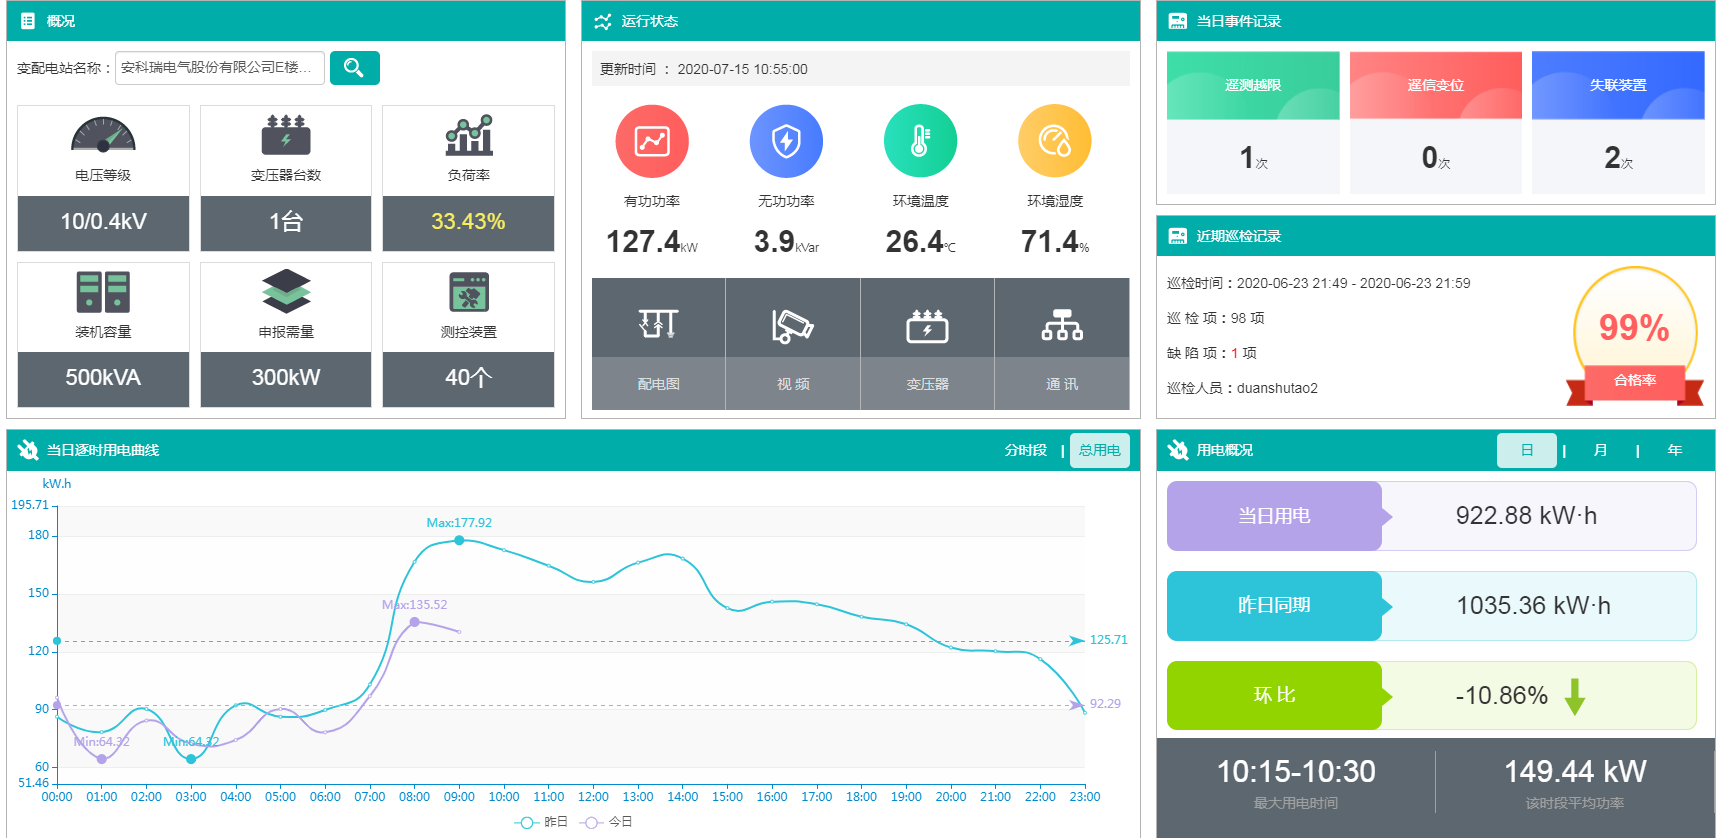 概况
变配电站名称：
安科瑞电气股份有限公司E楼...
电压等级
变压器台数
负荷率
10/0.4kV
1台
33.43%
装机容量
申报需量
测控装置
500kVA
300kW
40个
运行状态
更新时间 ： 2020-07-15 10:55:00
有功功率
无功功率
环境温度
环境湿度
127.4kW
3.9kVar
26.4℃
71.4%
配电图
视 频
变压器
通 讯
当日事件记录
遥测越限
遥信变位
失联装置
1次
0次
2次
近期巡检记录
巡检时间：2020-06-23 21:49 - 2020-06-23 21:59
巡 检 项：98 项
缺 陷 项：1 项
巡检人员：duanshutao2
99%
合格率
当日逐时用电曲线
分时段 | 总用电
kW.h
195.71
180
150
120
90
60
51.46
Max:177.92
Max:135.52
125.71
92.29
Min:64.32
Min:64.32
00:00 01:00 02:00 03:00 04:00 05:00 06:00 07:00 08:00 09:00 10:00 11:00 12:00 13:00 14:00 15:00 16:00 17:00 18:00 19:00 20:00 21:00 22:00 23:00
昨日 今日
用电概况
日 | 月 | 年
当日用电
922.88 kW·h
昨日同期
1035.36 kW·h
环 比
-10.86%
10:15-10:30
149.44 kW
最大用电时间
该时段平均功率